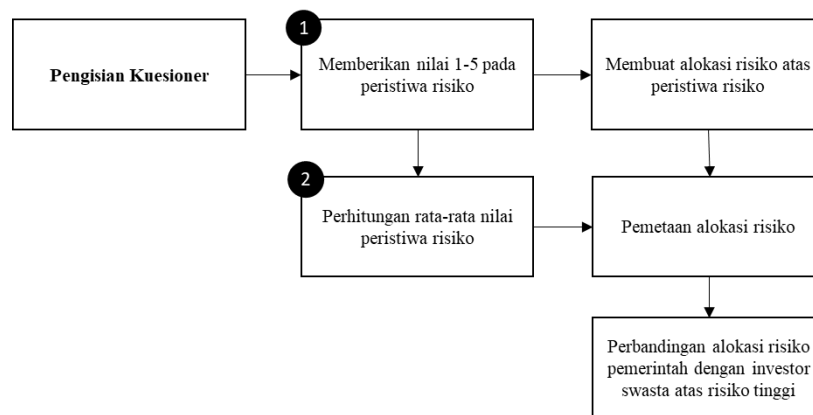 Pengisian Kuesioner
1
Memberikan nilai 1-5 pada
peristiwa risiko
Membuat alokasi risiko atas
peristiwa risiko
2
Perhitungan rata-rata nilai
peristiwa risiko
Pemetaan alokasi risiko
Perbandingan alokasi risiko
pemerintah dengan investor
swasta atas risiko tinggi